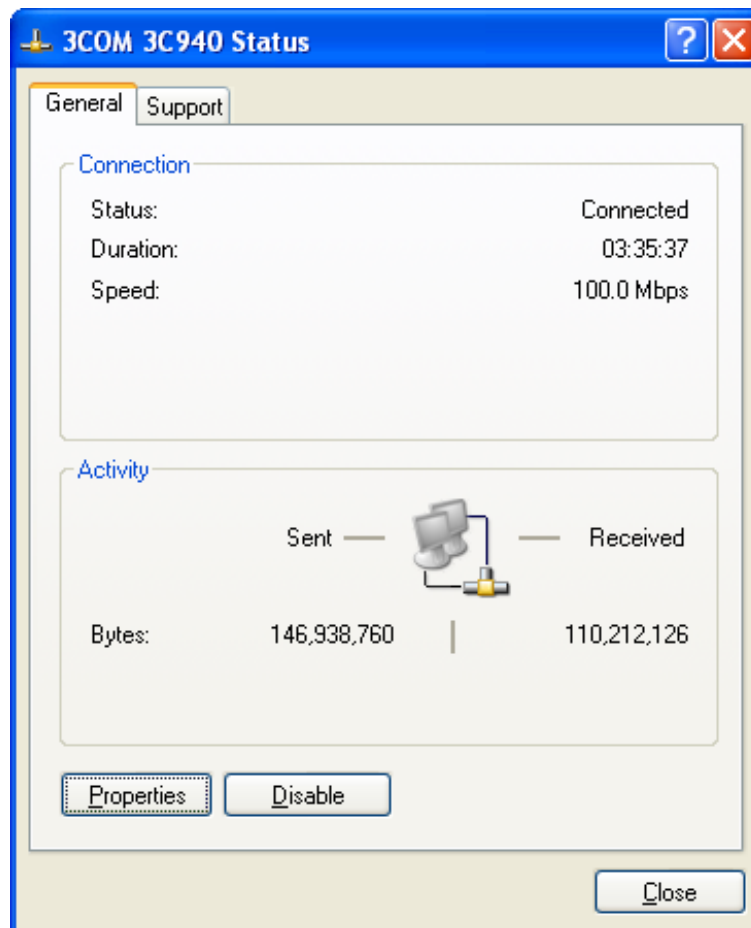 3COM 3C940 Status
General Support
Connection
Status: Connected
Duration: 03:35:37
Speed: 100.0 Mbps
Activity
Sent Received
Bytes: 146,938,760 110,212,126
Properties Disable
Close